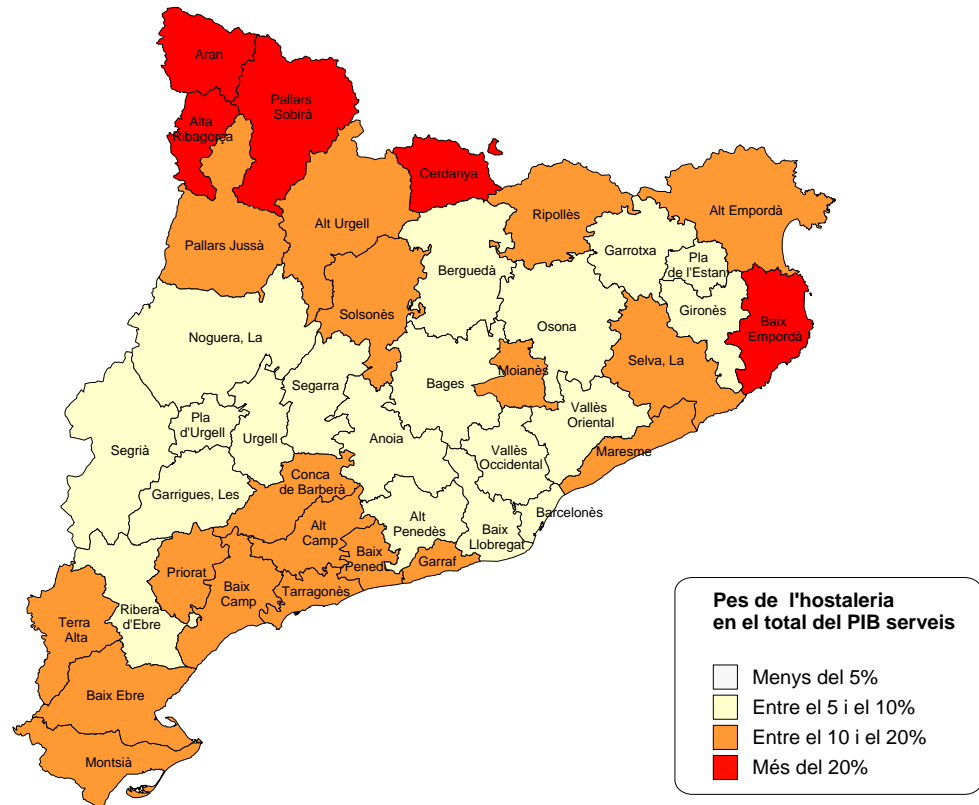 Aran
Pallars
Sobirà
Alta
Ribagorça
Cerdanya
Alt Urgell
Ripollès
Alt Empordà
Pallars Jussà
Garrotxa
Pla
de l'Estan
Berguedà
Gironès
Solsonès
Osona
Baix
Empordà
Noguera, La
Selva, La
Moianès
Segarra
Bages
Vallès
Oriental
Pla
d'Urgell
Urgell
Anoia
Segrià
Vallès
Occidental
Maresme
Conca
de Barberà
Garrigues, Les
Barcelonès
Alt
Camp
Alt
Penedès
Baix
Llobregat
Baix
Pened
Garraf
Priorat
Baix
Camp
Tarragonès
Ribera
d'Ebre
Terra
Alta
Baix Ebre
Montsià
Pes de l'hostaleria
en el total del PIB serveis
Menys del 5%
Entre el 5 i el 10%
Entre el 10 i el 20%
Més del 20%